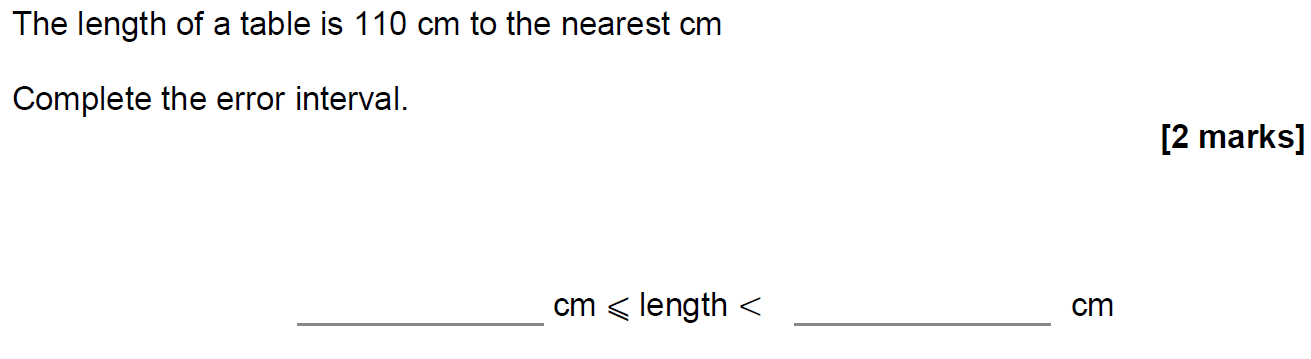 The length of a table is 110 cm to the nearest cm
Complete the error interval.
[2 marks]
cm ⩽ length < cm